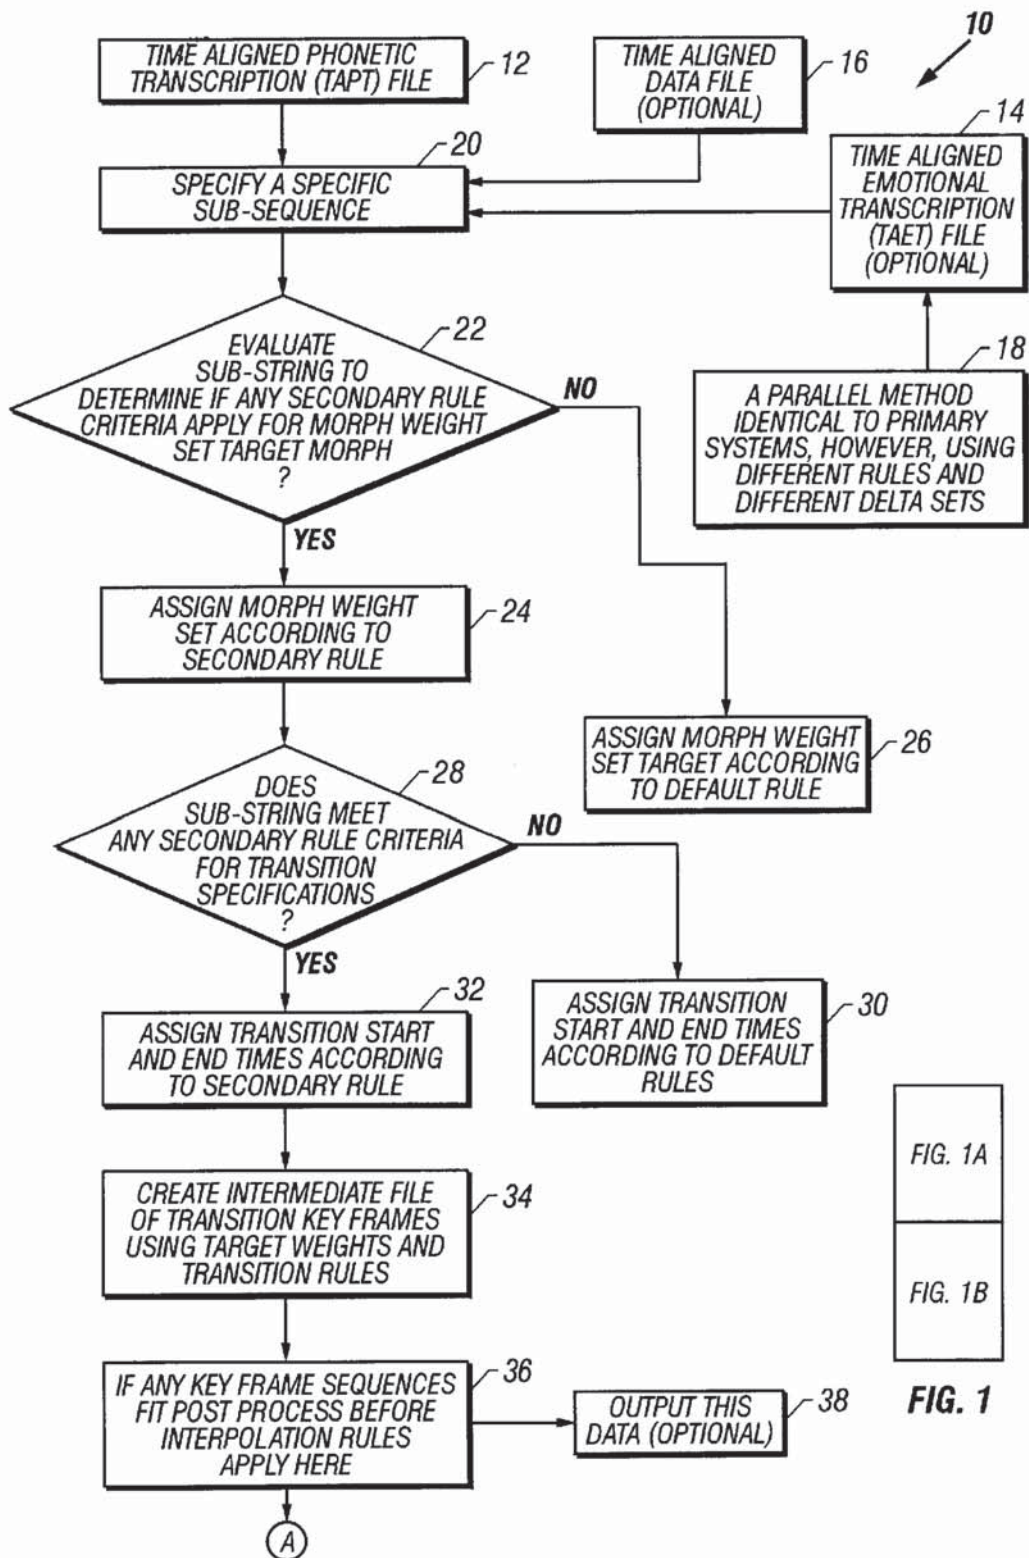 10
TIME ALIGNED PHONETIC
TRANSCRIPTION (TAPT) FILE
12
TIME ALIGNED
DATA FILE
(OPTIONAL)
16
14
TIME ALIGNED
EMOTIONAL
TRANSCRIPTION
(TAET) FILE
(OPTIONAL)
20
SPECIFY A SPECIFIC
SUB-SEQUENCE
22
EVALUATE
SUB-STRING TO
DETERMINE IF ANY SECONDARY RULE
CRITERIA APPLY FOR MORPH WEIGHT
SET TARGET MORPH
?
NO
YES
18
A PARALLEL METHOD
IDENTICAL TO PRIMARY
SYSTEMS, HOWEVER, USING
DIFFERENT RULES AND
DIFFERENT DELTA SETS
ASSIGN MORPH WEIGHT
SET ACCORDING TO
SECONDARY RULE
24
ASSIGN MORPH WEIGHT
SET TARGET ACCORDING
TO DEFAULT RULE
26
28
DOES
SUB-STRING MEET
ANY SECONDARY RULE CRITERIA
FOR TRANSITION
SPECIFICATIONS
?
NO
YES
32
ASSIGN TRANSITION START
AND END TIMES ACCORDING
TO SECONDARY RULE
ASSIGN TRANSITION
START AND END TIMES
ACCORDING TO DEFAULT
RULES
30
CREATE INTERMEDIATE FILE
OF TRANSITION KEY FRAMES
USING TARGET WEIGHTS AND
TRANSITION RULES
34
IF ANY KEY FRAME SEQUENCES
FIT POST PROCESS BEFORE
INTERPOLATION RULES
APPLY HERE
36
OUTPUT THIS
DATA (OPTIONAL)
38
A
FIG. 1A
FIG. 1B
FIG. 1